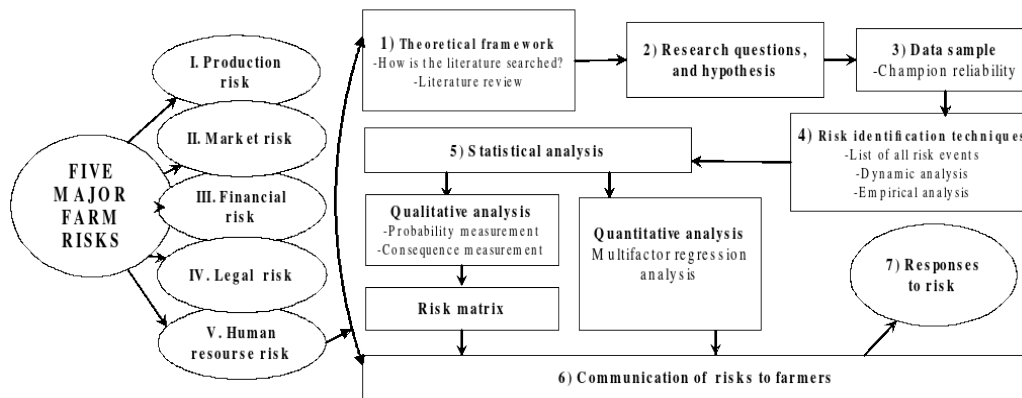 FIVE
MAJOR
FARM
RISKS
I. Production
risk
II. Market risk
III. Financial
risk
IV. Legal risk
V. Human
resourse risk
1) Theoretical framework
-How is the literature searched?
-Literature review
2) Research questions,
and hypothesis
3) Data sample
-Champion reliability
4) Risk identification techniques
-List of all risk events
-Dynamic analysis
-Empirical analysis
5) Statistical analysis
Qualitative analysis
-Probability measurement
-Consequence measurement
Risk matrix
Quantitative analysis
Multifactor regression
analysis
6) Communication of risks to farmers
7) Responses
to risk